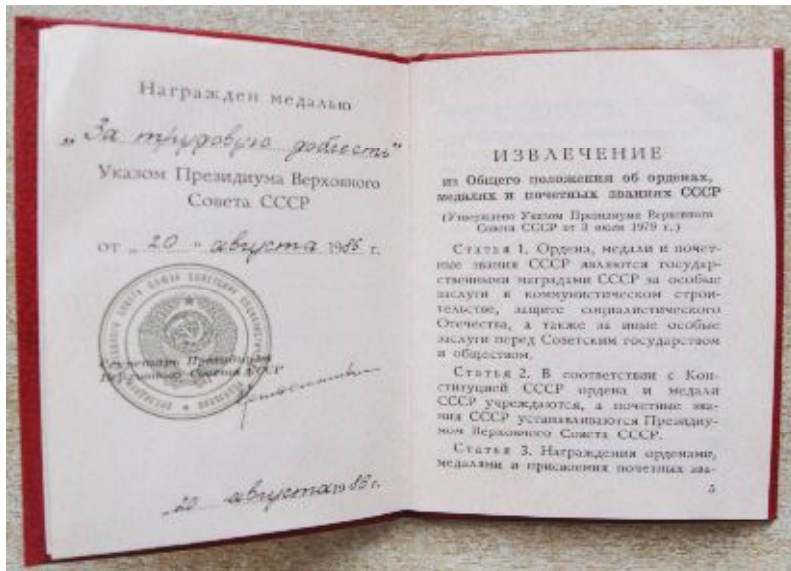 Награжден медалью
„За трудовую доблесть“
Указом Президиума Верховного
Совета СССР
от „ 20 “ августа 1986 г.
Секретарь Президиума
Верховного Совета СССР
„20 августа 1986 г.
ИЗВЛЕЧЕНИЕ
из Общего положения об орденах,
медалях и почетных званиях СССР
(Утверждено Указом Президиума Верховного
Совета СССР от 3 июля 1979 г.)
Статья 1. Ордена, медали и почет-
ные звания СССР являются государ-
ственными наградами СССР за особые
заслуги в коммунистическом строи-
тельстве, защите социалистического
Отечества, а также за иные особые
заслуги перед Советским государством
и обществом.
Статья 2. В соответствии с Кон-
ституцией СССР ордена и медали
СССР учреждаются, а почетные зва-
ния СССР устанавливаются Президиу-
мом Верховного Совета СССР.
Статья 3. Награждения орденами,
медалями и присвоения почетных зва-
5